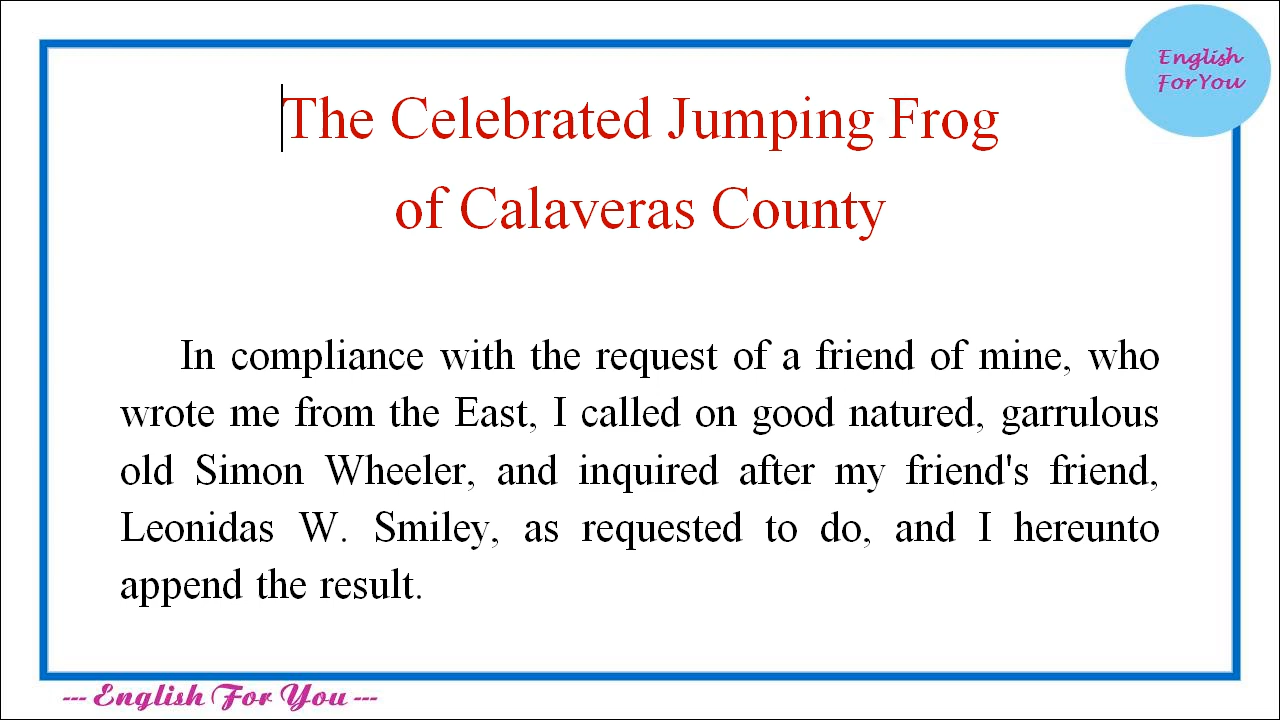 English
For You
The Celebrated Jumping Frog
of Calaveras County
In compliance with the request of a friend of mine, who
wrote me from the East, I called on good natured, garrulous
old Simon Wheeler, and inquired after my friend's friend,
Leonidas W. Smiley, as requested to do, and I hereunto
append the result.
--- English For You ---